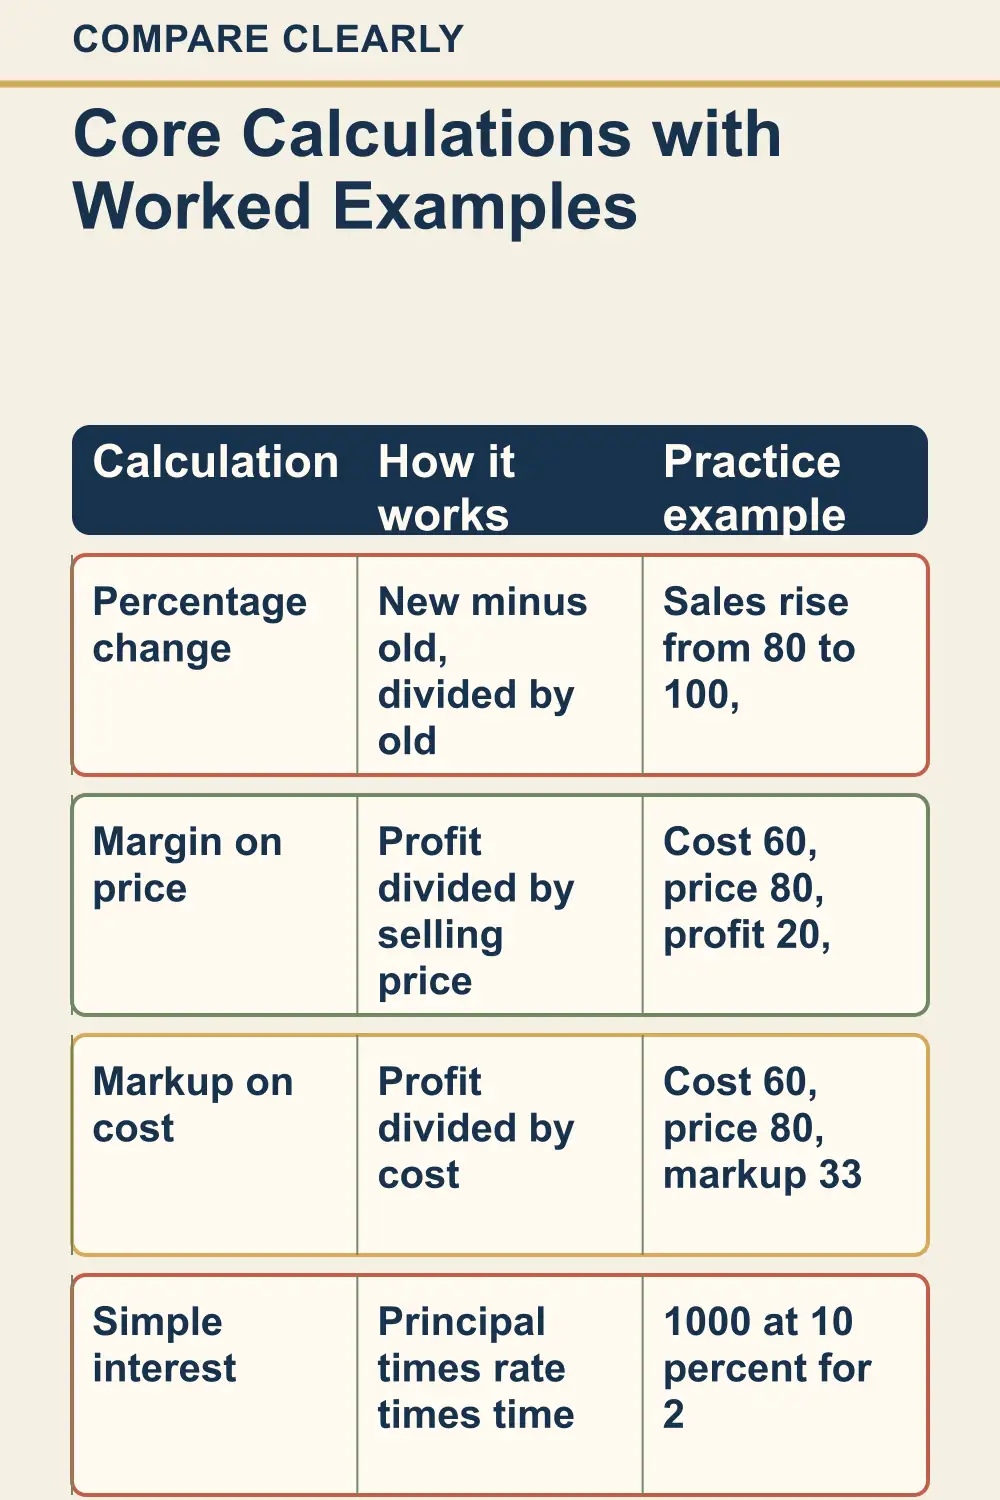 COMPARE CLEARLY
Core Calculations with
Worked Examples
Calculation
How it
works
Practice
example
Percentage
change
New minus
old,
divided by
old
Sales rise
from 80 to
100,
Margin on
price
Profit
divided by
selling
price
Cost 60,
price 80,
profit 20,
Markup on
cost
Profit
divided by
cost
Cost 60,
price 80,
markup 33
Simple
interest
Principal
times rate
times time
1000 at 10
percent for
2